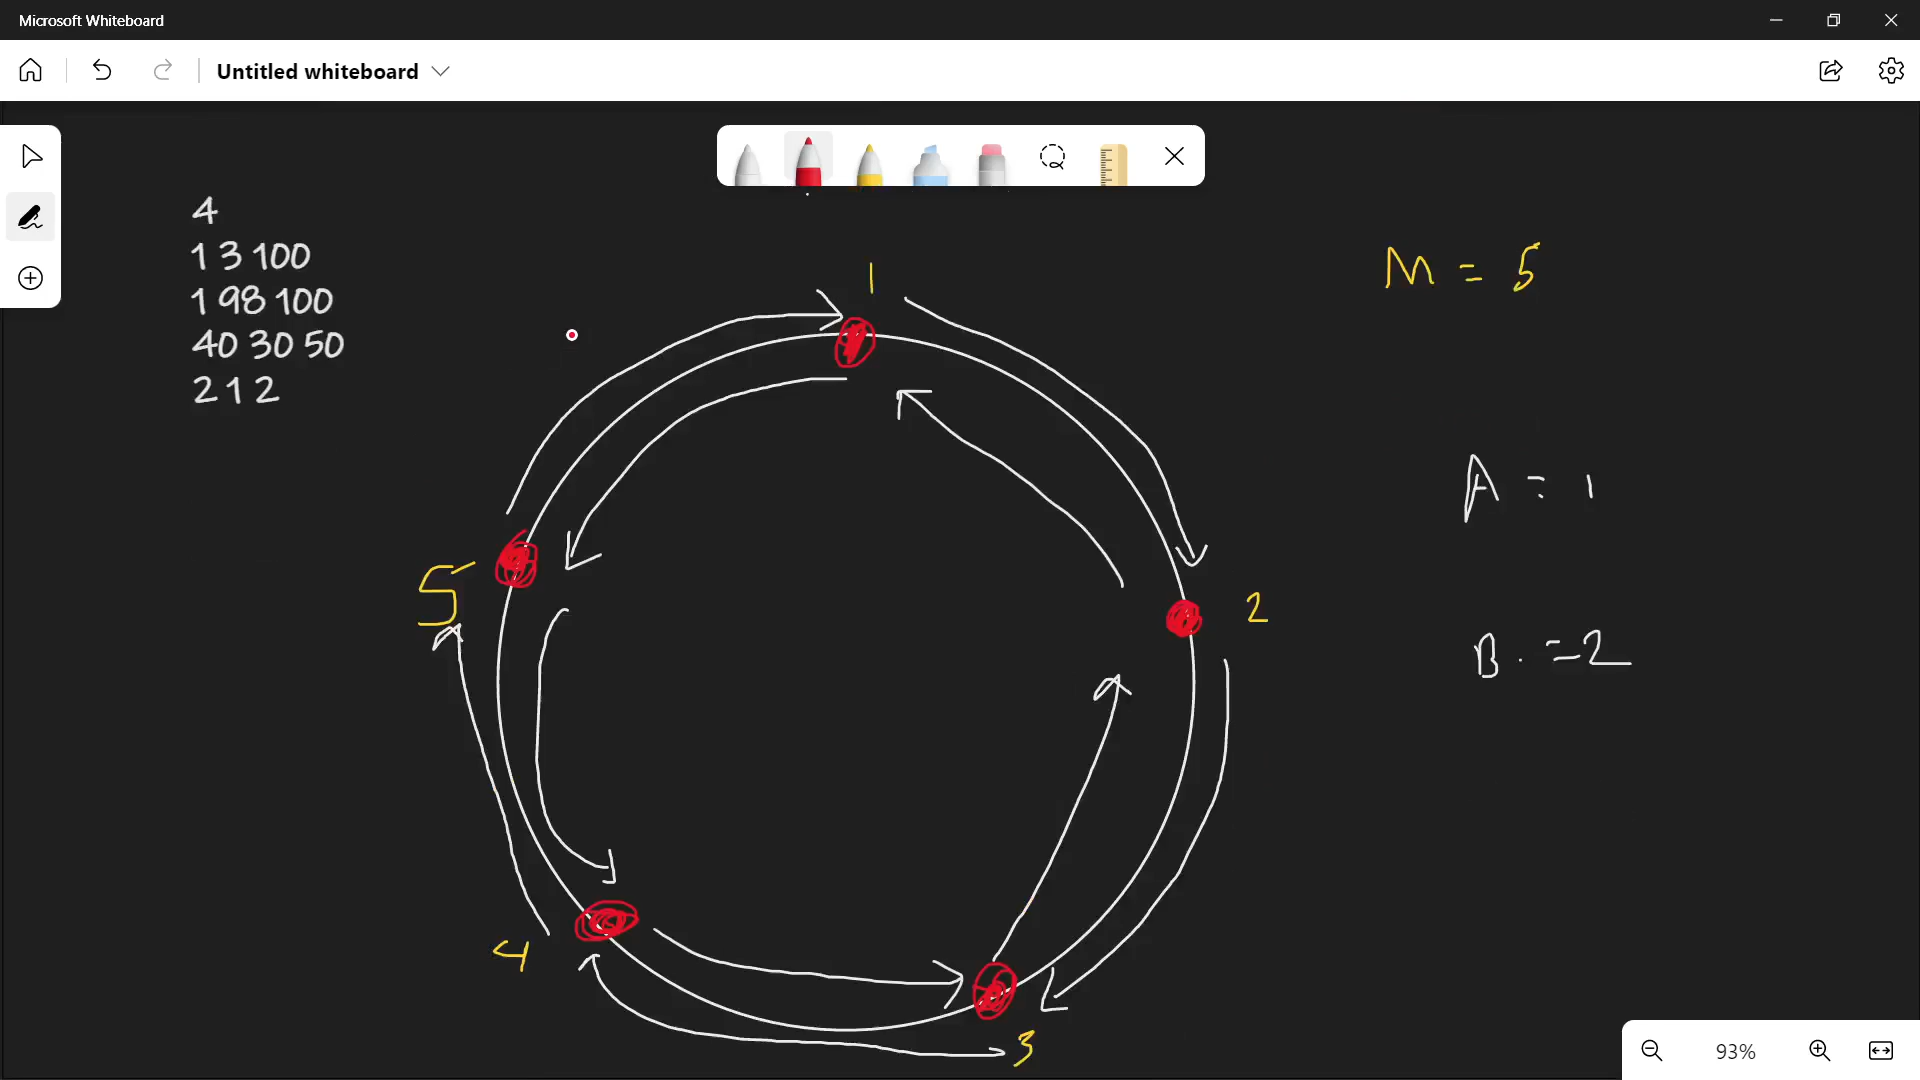 Microsoft Whiteboard
Untitled whiteboard
4
1 3 100
1 98 100
40 30 50
2 1 2
1
M = 5
A = 1
5
2
B . = 2
4
3
93%